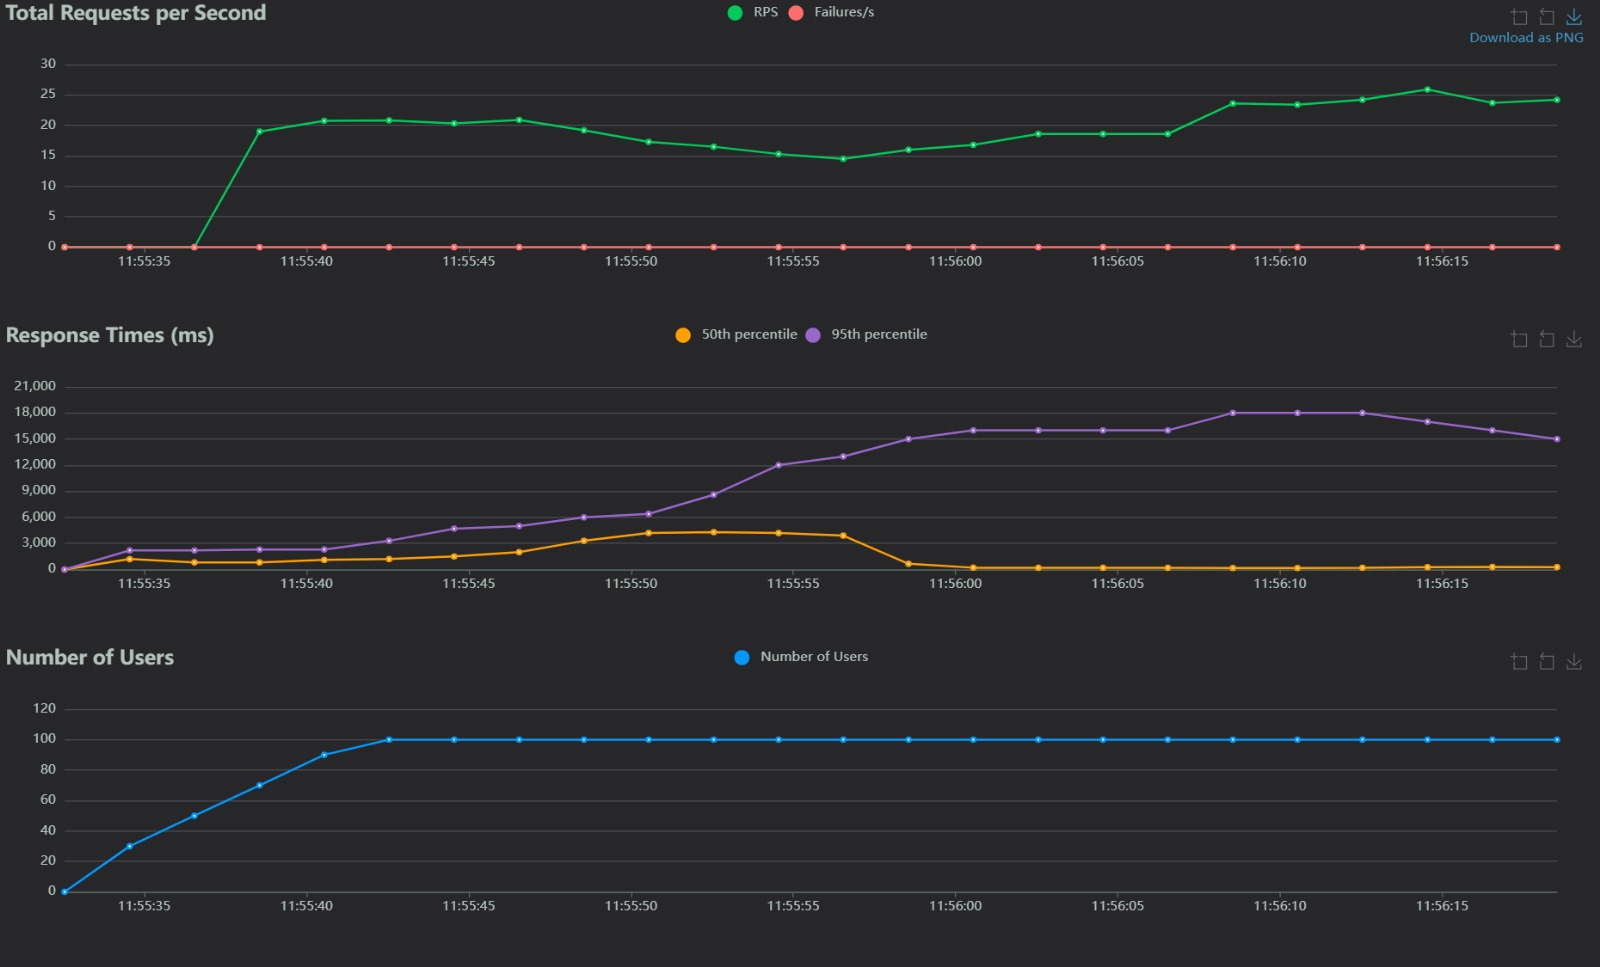 Total Requests per Second
RPS Failures/s
Download as PNG
30
25
20
15
10
5
0
11:55:35 11:55:40 11:55:45 11:55:50 11:55:55 11:56:00 11:56:05 11:56:10 11:56:15
Response Times (ms)
50th percentile 95th percentile
21,000
18,000
15,000
12,000
9,000
6,000
3,000
0
11:55:35 11:55:40 11:55:45 11:55:50 11:55:55 11:56:00 11:56:05 11:56:10 11:56:15
Number of Users
Number of Users
120
100
80
60
40
20
0
11:55:35 11:55:40 11:55:45 11:55:50 11:55:55 11:56:00 11:56:05 11:56:10 11:56:15